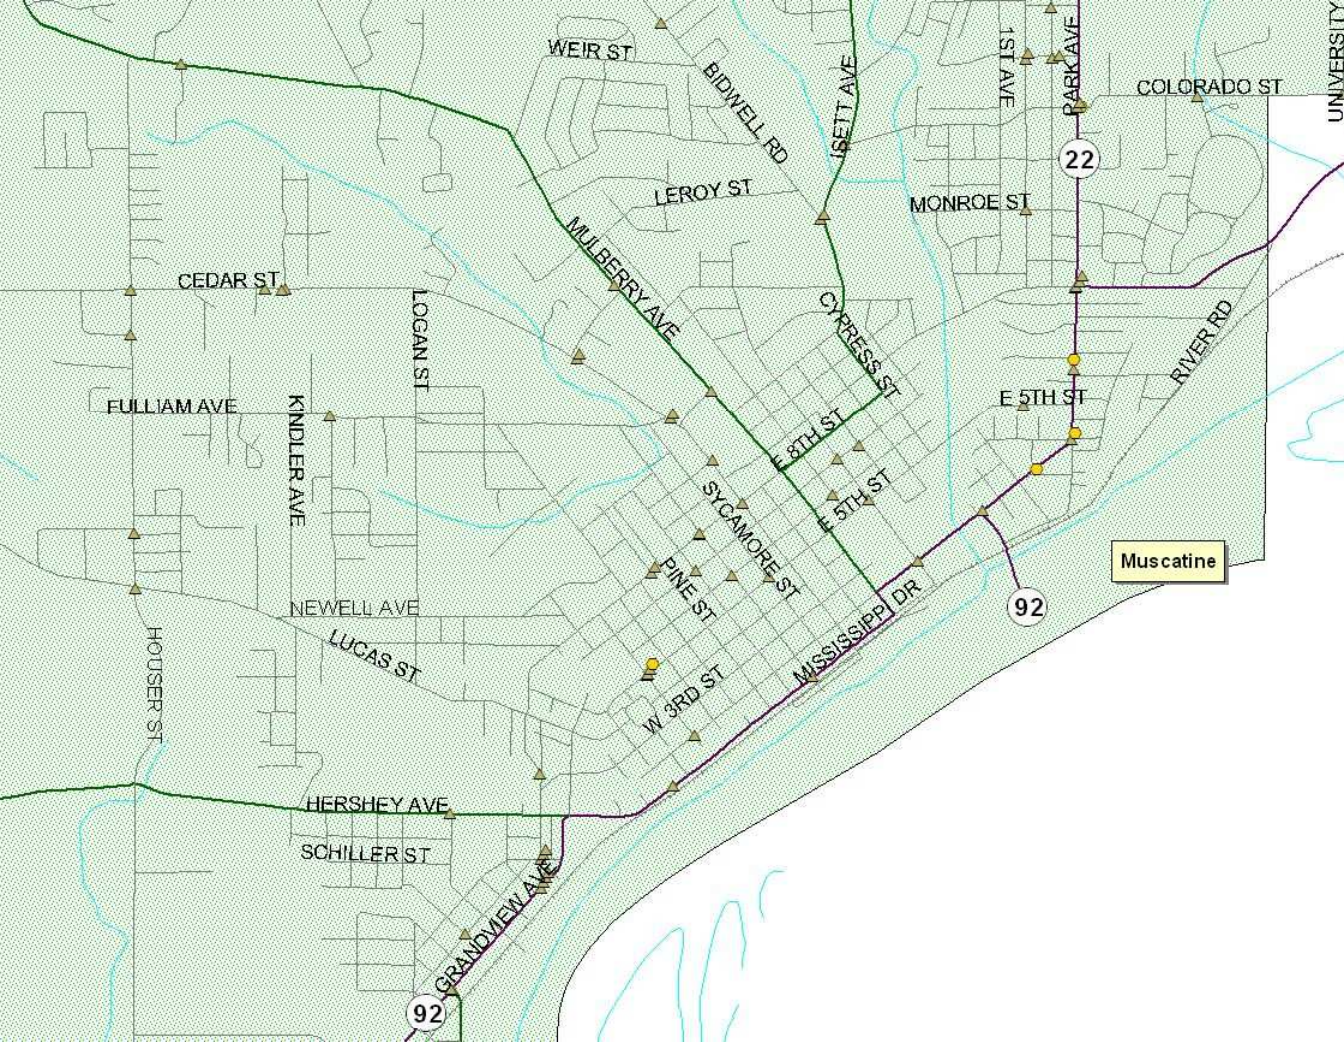 WEIR ST
BIDWELL RD
ISETT AVE
1ST AVE
PARK AVE
COLORADO ST
UNIVERSITY
22
LEROY ST
MONROE ST
MULBERRY AVE
CEDAR ST
LOGAN ST
CYPRESS ST
RIVER RD
FULLIAM AVE
KINDLER AVE
E 8TH ST
E 5TH ST
E 5TH ST
SYCAMORE ST
PINE ST
Muscatine
92
NEWELL AVE
LUCAS ST
HOUSER ST
MISSISSIPPI DR
W 3RD ST
HERSHEY AVE
SCHILLER ST
GRANDVIEW AVE
92